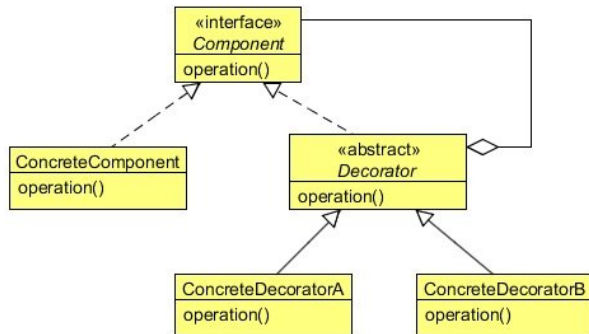 «interface»
Component
operation()
ConcreteComponent
operation()
«abstract»
Decorator
operation()
ConcreteDecoratorA
operation()
ConcreteDecoratorB
operation()